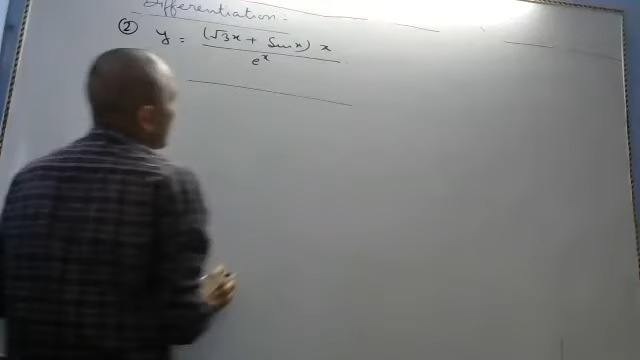 Differentiation:
② y = (√3x + Sin x) x
e^x